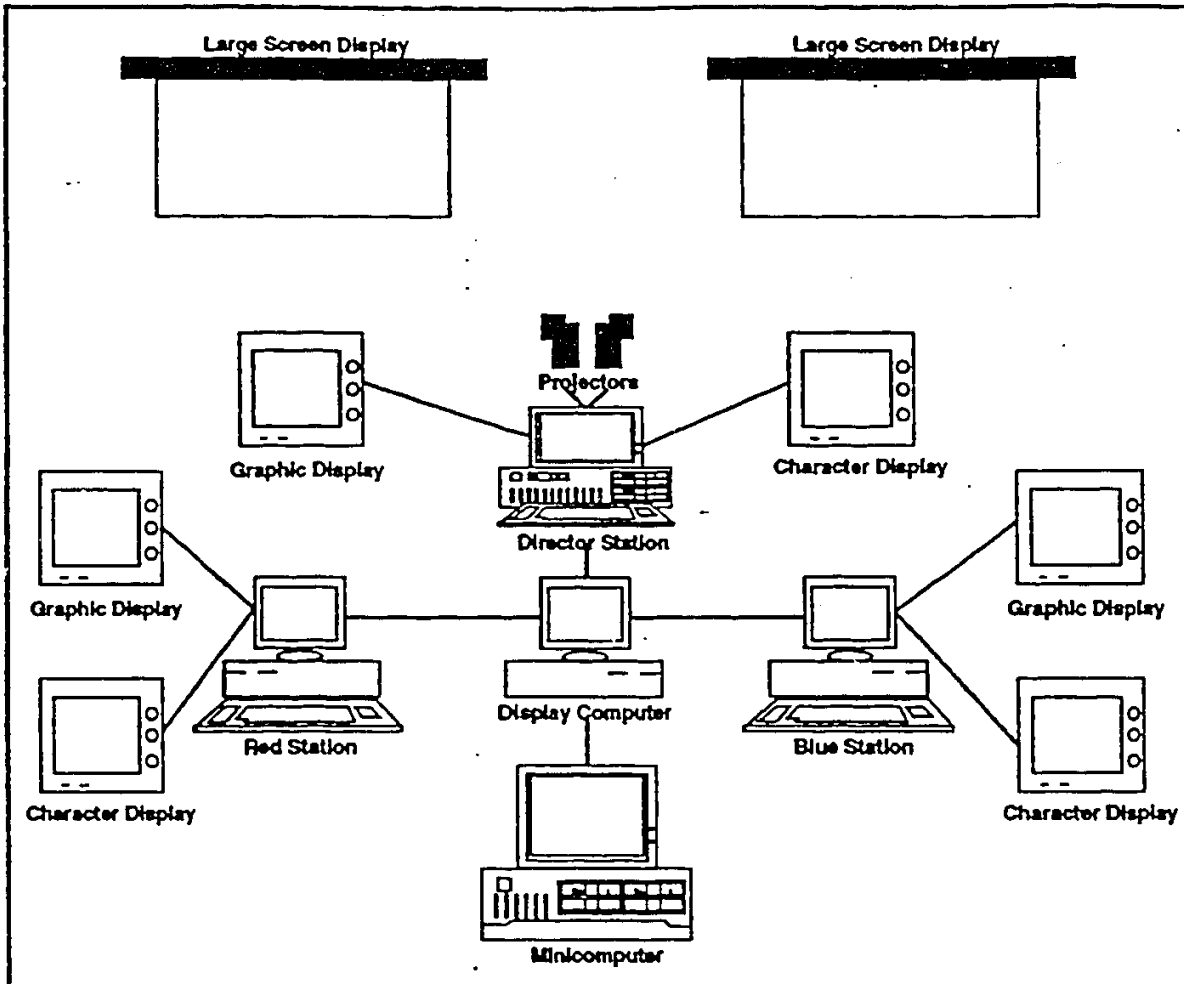 Large Screen Display
Large Screen Display
Projectors
Graphic Display
Character Display
Director Station
Graphic Display
Graphic Display
Red Station
Display Computer
Blue Station
Character Display
Character Display
Minicomputer